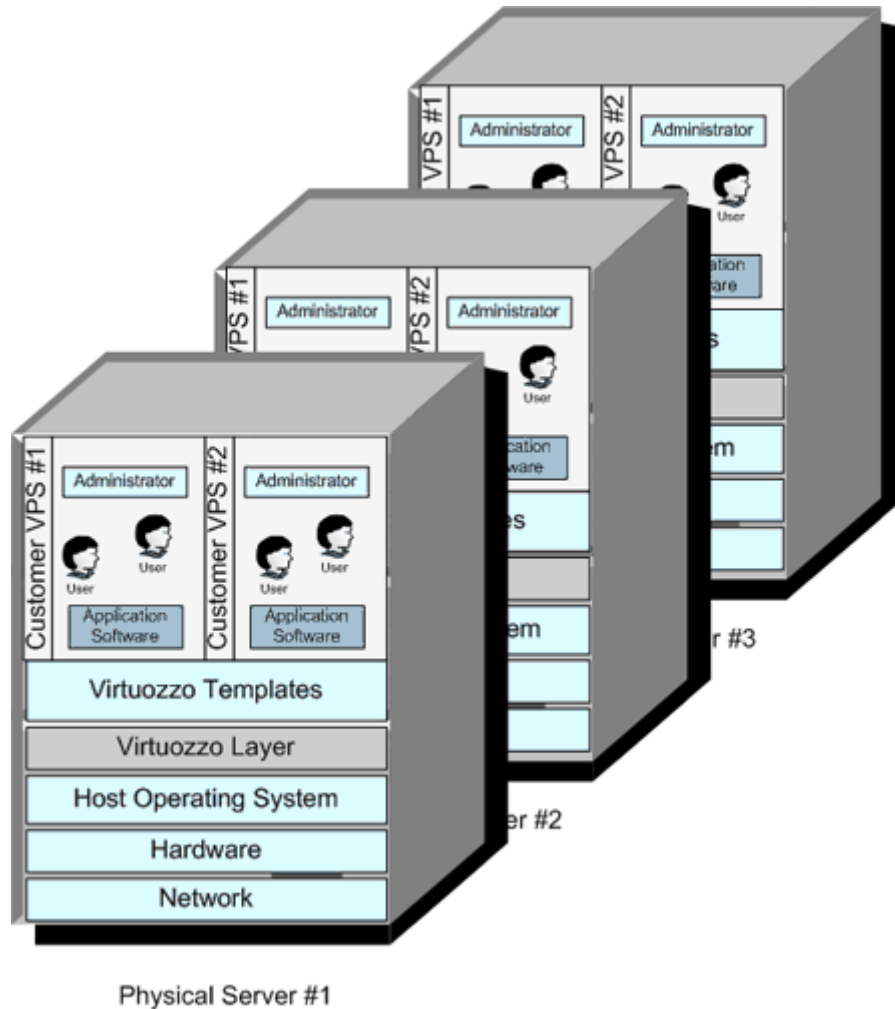 VPS #1
Administrator
User
VPS #2
Administrator
User
VPS #1
Administrator
VPS #2
Administrator
User
#3
Customer VPS #1
Administrator
User
User
Application
Software
Customer VPS #2
Administrator
User
User
Application
Software
Virtuozzo Templates
Virtuozzo Layer
Host Operating System
Hardware
Network
#2
Physical Server #1